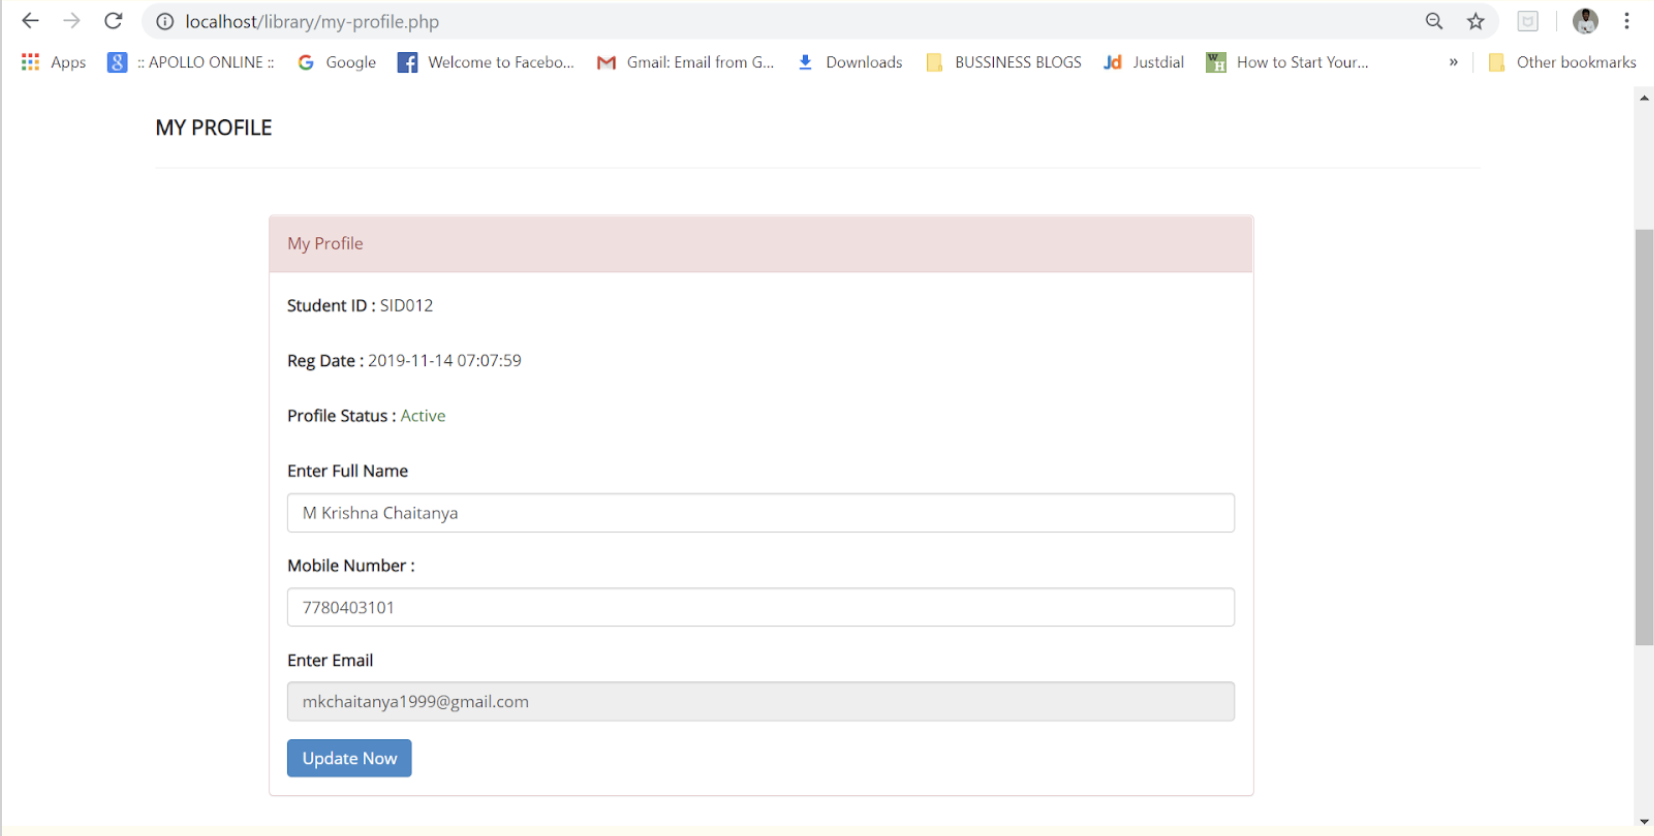 localhost/library/my-profile.php
Apps :: APOLLO ONLINE :: Google Welcome to Facebo... Gmail: Email from G... Downloads BUSSINESS BLOGS Jd Justdial WH How to Start Your... » Other bookmarks
MY PROFILE
My Profile
Student ID : SID012
Reg Date : 2019-11-14 07:07:59
Profile Status : Active
Enter Full Name
M Krishna Chaitanya
Mobile Number :
7780403101
Enter Email
mkchaitanya1999@gmail.com
Update Now